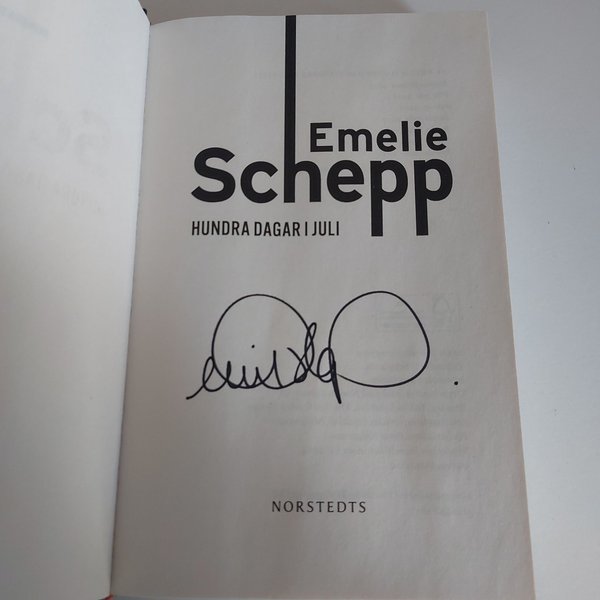 Emelie
Schepp
HUNDRA DAGAR I JULI
NORSTEDTS